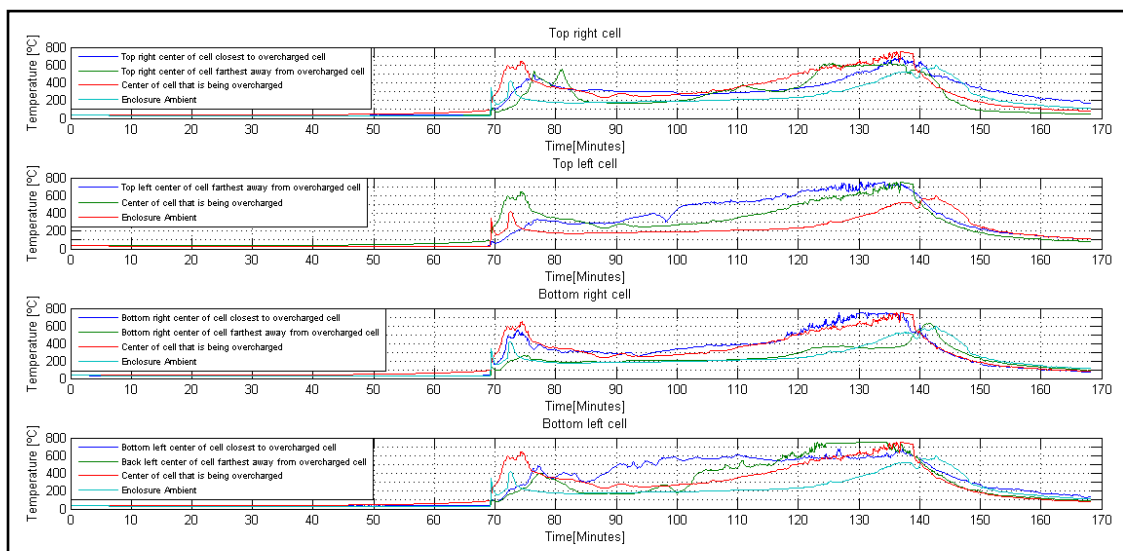 Top right cell
Temperature [ºC]
800
600
400
200
0
Top right center of cell closest to overcharged cell
Top right center of cell farthest away from overcharged cell
Center of cell that is being overcharged
Enclosure Ambient
0 10 20 30 40 50 60 70 80 90 100 110 120 130 140 150 160 170
Time[Minutes]
Top left cell
Temperature [ºC]
800
600
400
200
0
Top left center of cell farthest away from overcharged cell
Center of cell that is being overcharged
Enclosure Ambient
0 10 20 30 40 50 60 70 80 90 100 110 120 130 140 150 160 170
Time[Minutes]
Bottom right cell
Temperature [ºC]
800
600
400
200
0
Bottom right center of cell closest to overcharged cell
Bottom right center of cell farthest away from overcharged cell
Center of cell that is being overcharged
Enclosure Ambient
0 10 20 30 40 50 60 70 80 90 100 110 120 130 140 150 160 170
Time[Minutes]
Bottom left cell
Temperature [ºC]
800
600
400
200
0
Bottom left center of cell closest to overcharged cell
Back left center of cell farthest away from overcharged cell
Center of cell that is being overcharged
Enclosure Ambient
0 10 20 30 40 50 60 70 80 90 100 110 120 130 140 150 160 170
Time[Minutes]